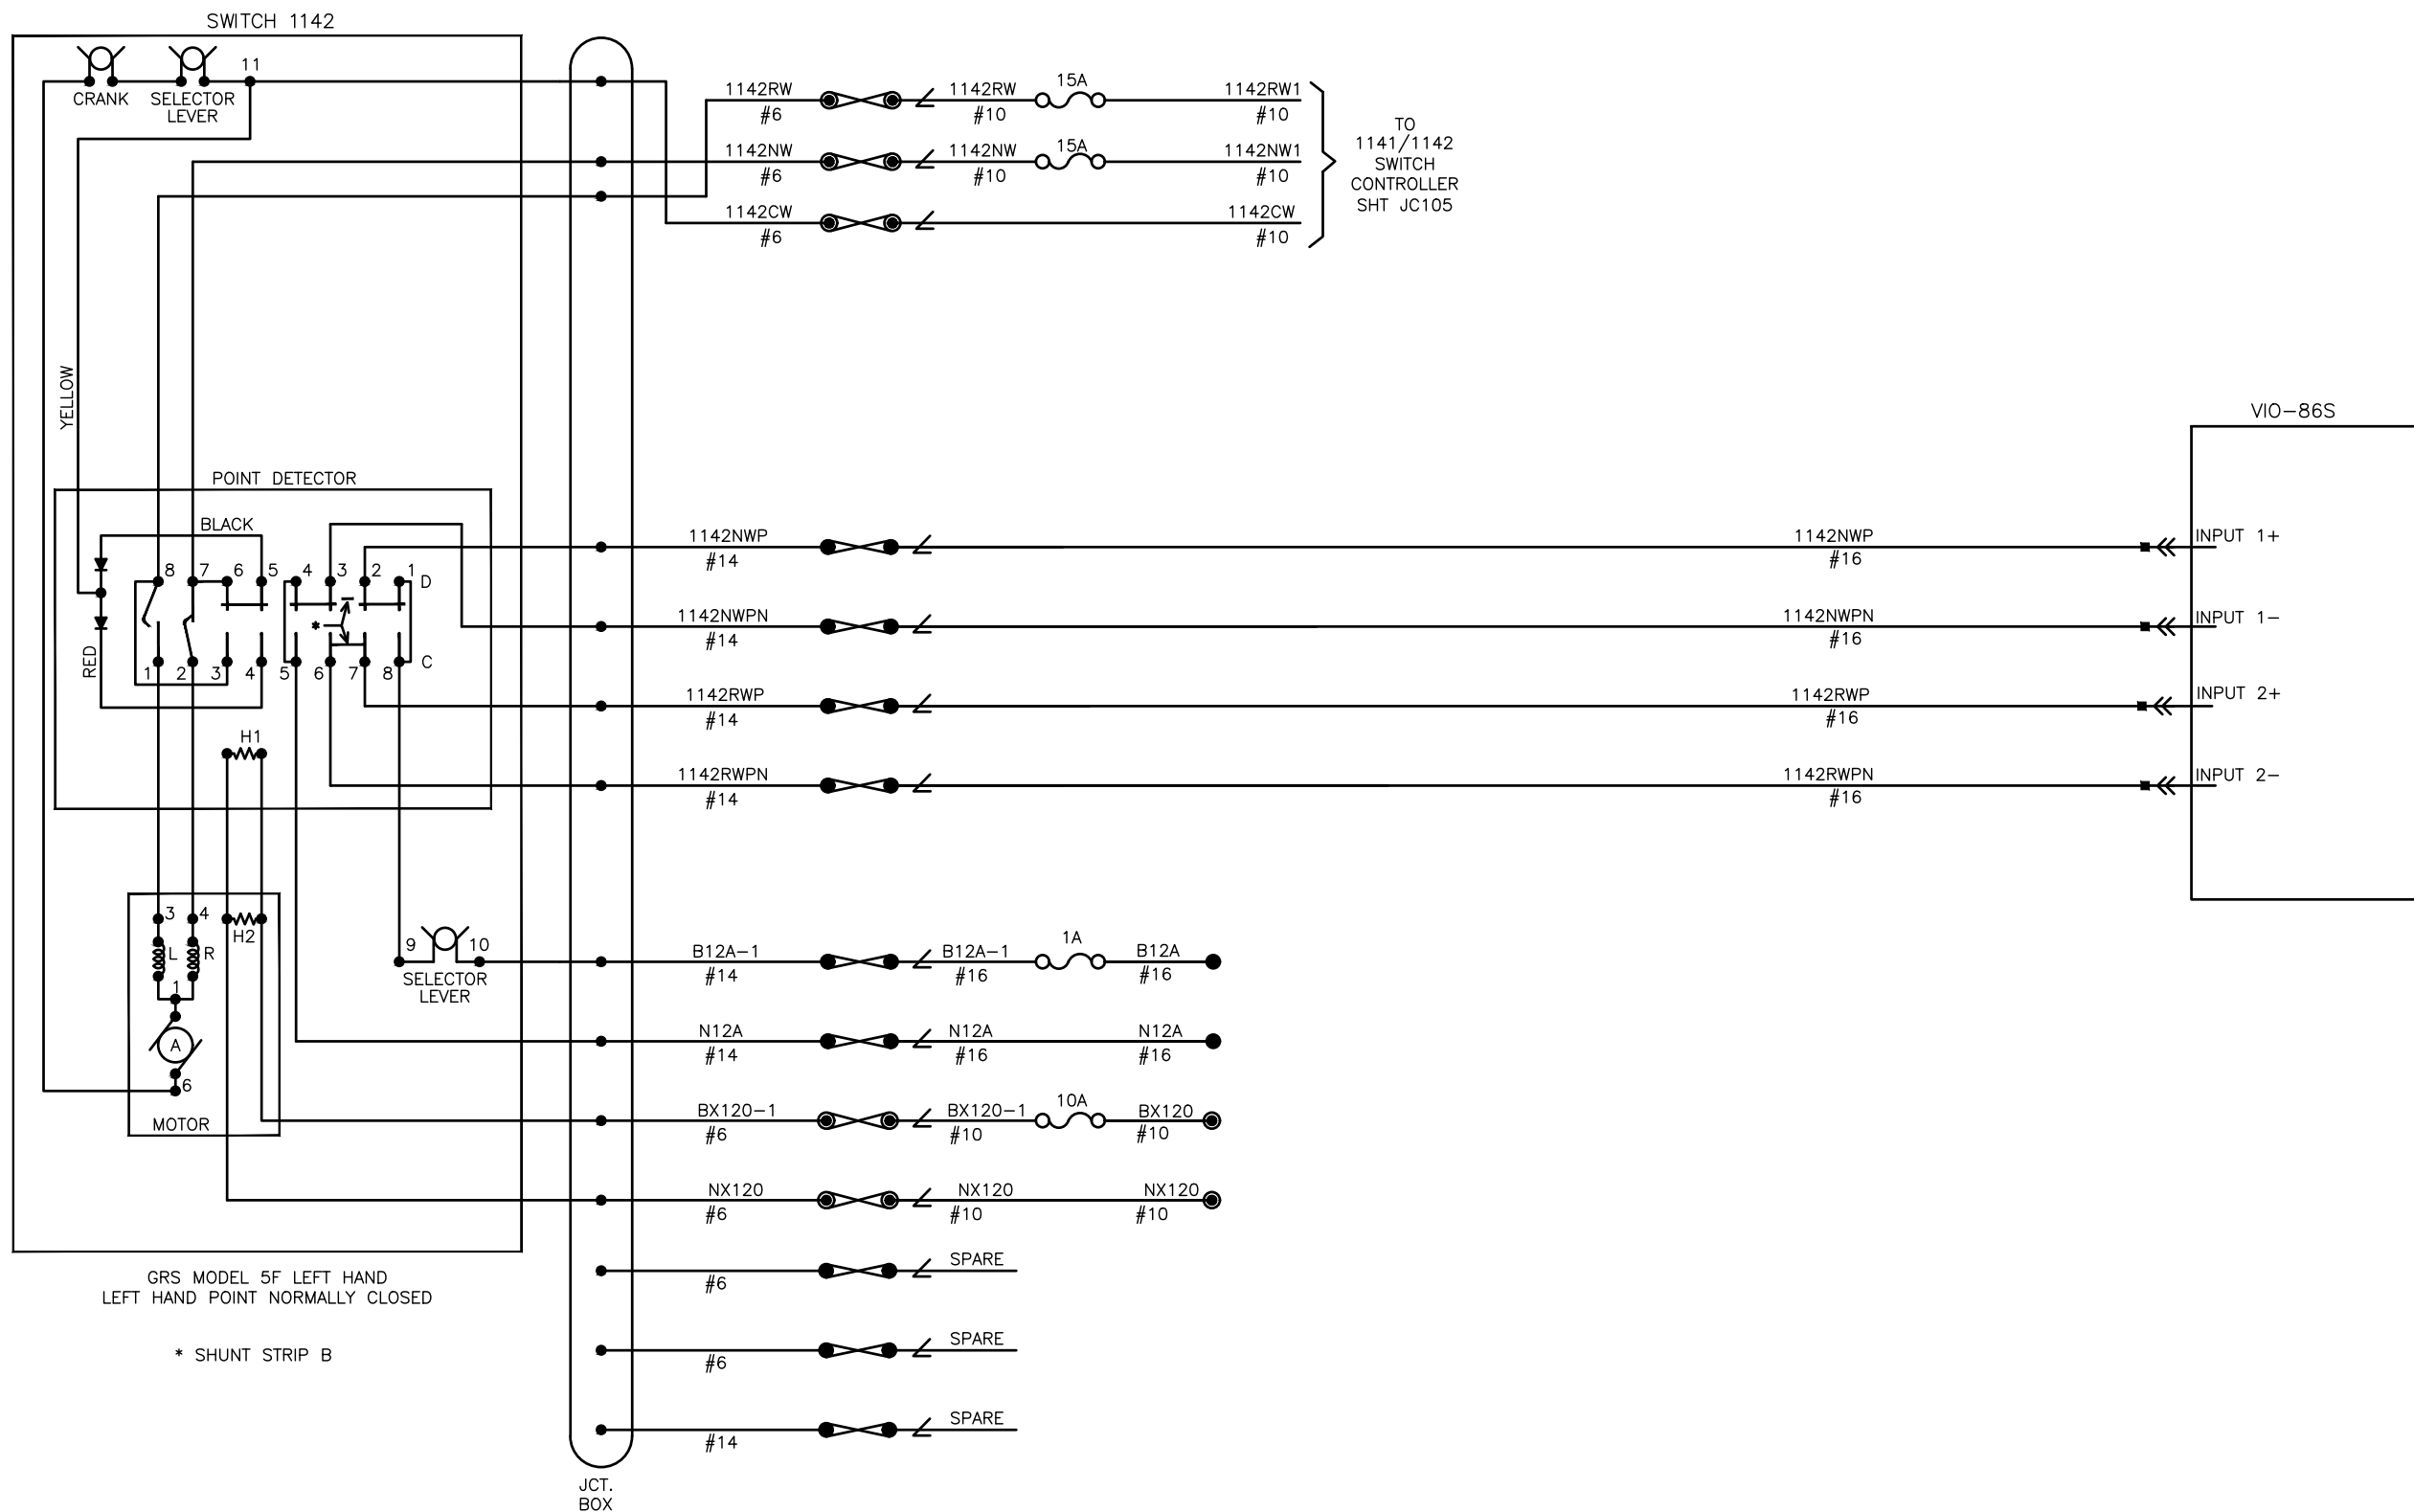 SWITCH 1142
CRANK
SELECTOR
LEVER
11
1142RW
#6
1142RW
#10
15A
1142RW1
#10
1142NW
#6
1142NW
#10
15A
1142NW1
#10
1142CW
#6
1142CW
#10
TO
1141/1142
SWITCH
CONTROLLER
SHT JC105
YELLOW
POINT DETECTOR
BLACK
8 7 6 5 4 3 2 1 D
*
RED
1 2 3 4 5 6 7 8 C
H1
1142NWP
#14
1142NWP
#16
1142NWPN
#14
1142NWPN
#16
1142RWP
#14
1142RWP
#16
1142RWPN
#14
1142RWPN
#16
VIO-86S
INPUT 1+
INPUT 1-
INPUT 2+
INPUT 2-
3 4
H2
L R
1
A
6
MOTOR
9 10
SELECTOR
LEVER
B12A-1
#14
B12A-1
#16
1A
B12A
#16
N12A
#14
N12A
#16
N12A
#16
BX120-1
#6
BX120-1
#10
10A
BX120
#10
NX120
#6
NX120
#10
NX120
#10
#6
SPARE
#6
SPARE
#14
SPARE
GRS MODEL 5F LEFT HAND
LEFT HAND POINT NORMALLY CLOSED
* SHUNT STRIP B
JCT.
BOX